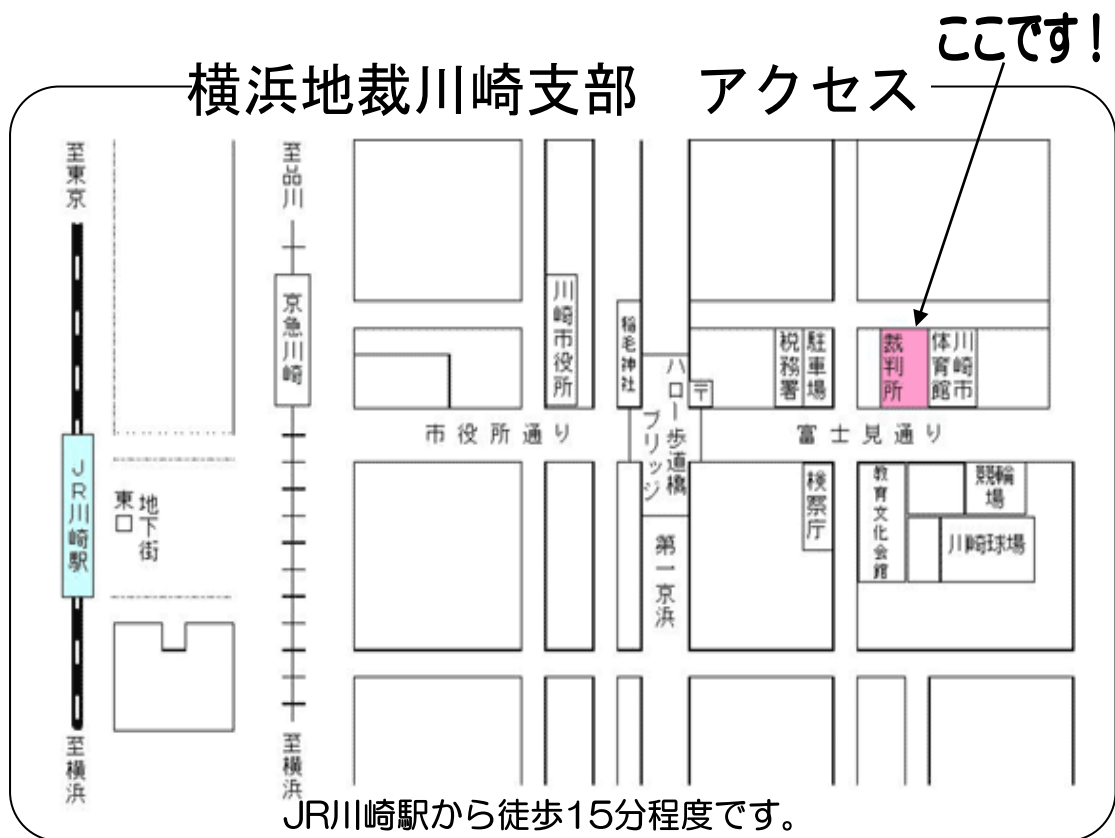 ここです！
横浜地裁川崎支部　アクセス
至東京
至品川
京急川崎
川崎市役所
稲毛神社
ハロー歩道橋
ブリッジ
〒
税務署
駐車場
裁判所
川崎市
体育館
市役所通り
富士見通り
JR川崎駅
東口
地下街
第一京浜
検察庁
教育文化会館
競輪場
川崎球場
至横浜
至横浜
JR川崎駅から徒歩15分程度です。